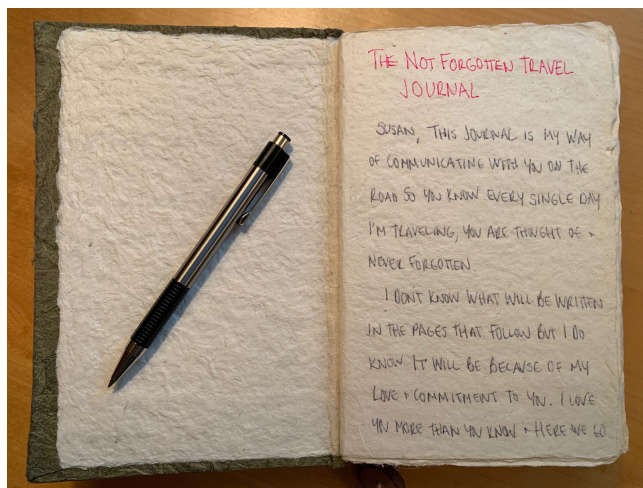 THE NOT FORGOTTEN TRAVEL
JOURNAL
SUSAN, THIS JOURNAL IS MY WAY
OF COMMUNICATING WITH YOU ON THE
ROAD SO YOU KNOW EVERY SINGLE DAY
I'M TRAVELING, YOU ARE THOUGHT OF +
NEVER FORGOTTEN.
I DONT KNOW WHAT WILL BE WRITTEN
IN THE PAGES THAT FOLLOW BUT I DO
KNOW IT WILL BE BECAUSE OF MY
LOVE + COMMITMENT TO YOU. I LOVE
YOU MORE THAN YOU KNOW + HERE WE GO